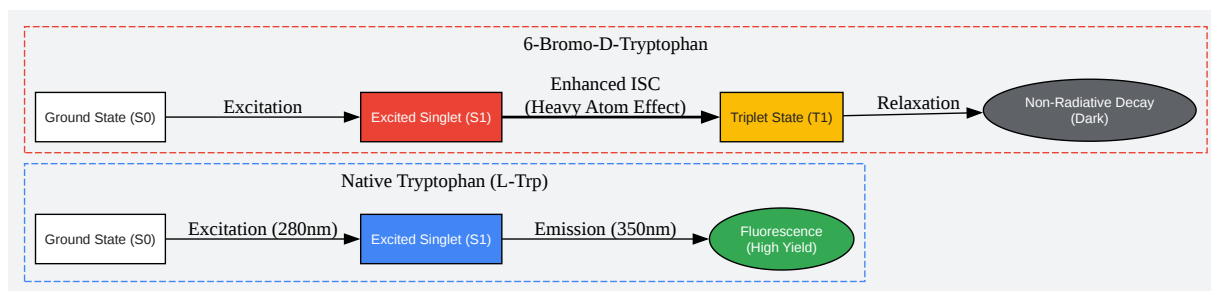 6-Bromo-D-Tryptophan
Ground State (S0)
Excitation
Excited Singlet (S1)
Enhanced ISC
(Heavy Atom Effect)
Triplet State (T1)
Relaxation
Non-Radiative Decay
(Dark)
Native Tryptophan (L-Trp)
Ground State (S0)
Excitation (280nm)
Excited Singlet (S1)
Emission (350nm)
Fluorescence
(High Yield)